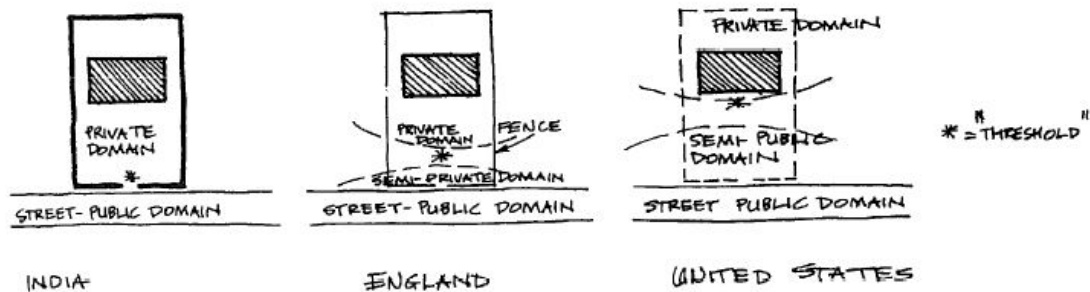 PRIVATE
DOMAIN
*
STREET-PUBLIC DOMAIN
INDIA
PRIVATE
DOMAIN
FENCE
*
SEMI-PRIVATE DOMAIN
STREET-PUBLIC DOMAIN
ENGLAND
PRIVATE DOMAIN
*
SEMI-PUBLIC
DOMAIN
STREET PUBLIC DOMAIN
UNITED STATES
* = "THRESHOLD"